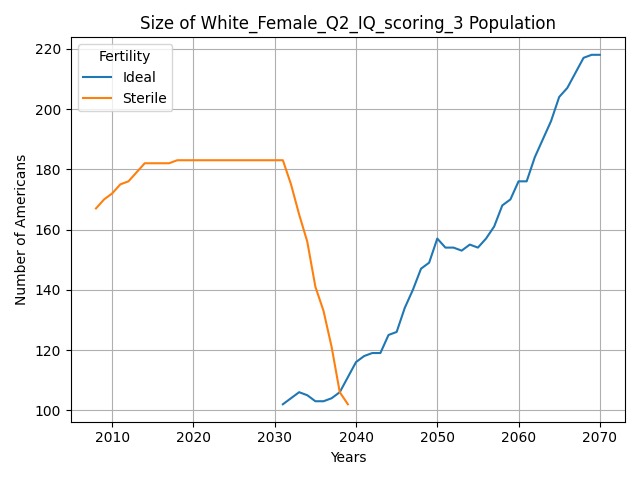 Size of White_Female_Q2_IQ_scoring_3 Population
Fertility
Ideal
Sterile
Number of Americans
220
200
180
160
140
120
100
2010 2020 2030 2040 2050 2060 2070
Years